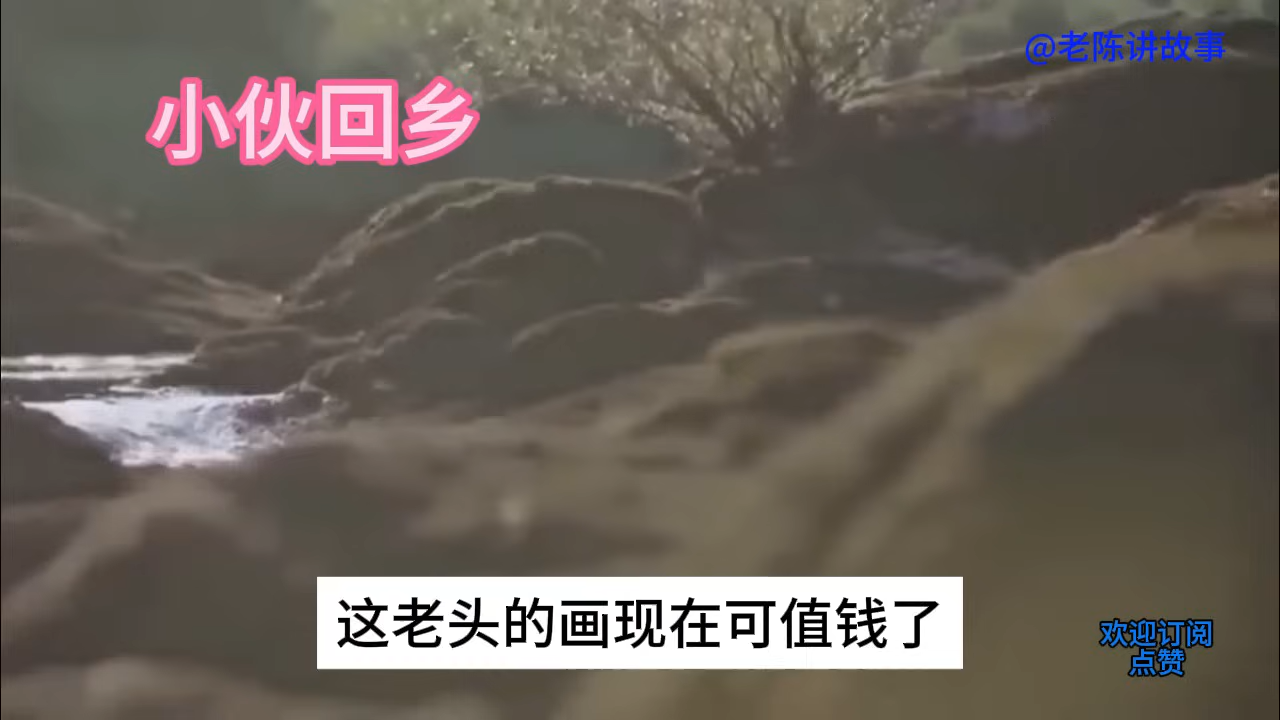 @老陈讲故事
小伙回乡
这老头的画现在可值钱了
欢迎订阅
点赞